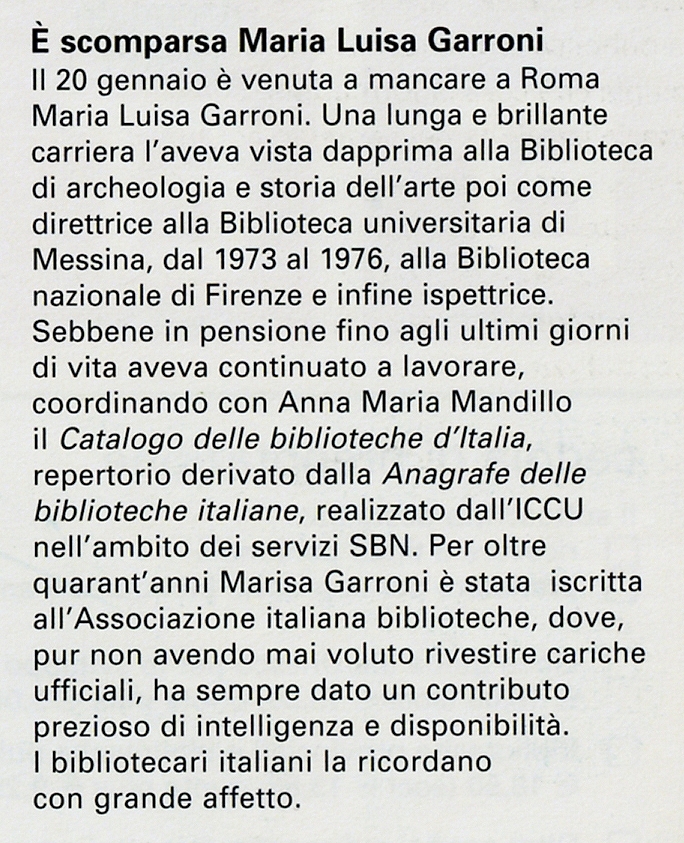 È scomparsa Maria Luisa Garroni
Il 20 gennaio è venuta a mancare a Roma
Maria Luisa Garroni. Una lunga e brillante
carriera l'aveva vista dapprima alla Biblioteca
di archeologia e storia dell'arte poi come
direttrice alla Biblioteca universitaria di
Messina, dal 1973 al 1976, alla Biblioteca
nazionale di Firenze e infine ispettrice.
Sebbene in pensione fino agli ultimi giorni
di vita aveva continuato a lavorare,
coordinando con Anna Maria Mandillo
il Catalogo delle biblioteche d'Italia,
repertorio derivato dalla Anagrafe delle
biblioteche italiane, realizzato dall'ICCU
nell'ambito dei servizi SBN. Per oltre
quarant'anni Marisa Garroni è stata iscritta
all'Associazione italiana biblioteche, dove,
pur non avendo mai voluto rivestire cariche
ufficiali, ha sempre dato un contributo
prezioso di intelligenza e disponibilità.
I bibliotecari italiani la ricordano
con grande affetto.